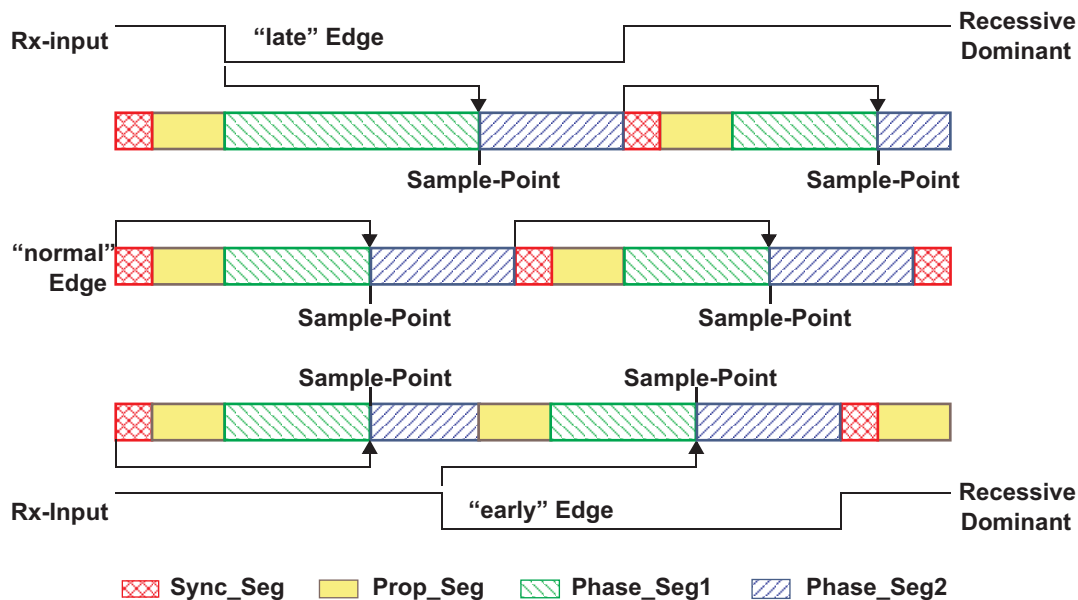 Rx-input
“late” Edge
Recessive
Dominant
Sample-Point
Sample-Point
“normal”
Edge
Sample-Point
Sample-Point
Sample-Point
Sample-Point
Rx-Input
“early” Edge
Recessive
Dominant
Sync_Seg
Prop_Seg
Phase_Seg1
Phase_Seg2